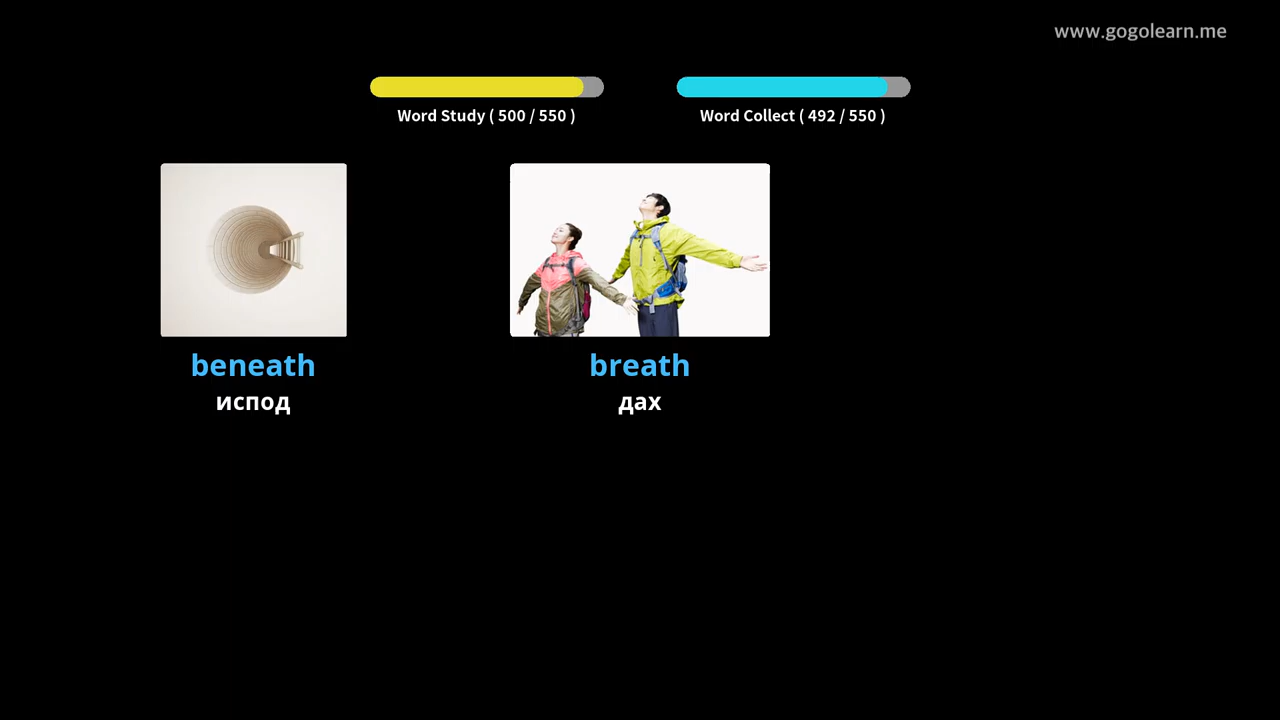 www.gogolearn.me
Word Study ( 500 / 550 )
Word Collect ( 492 / 550 )
beneath
испод
breath
дах